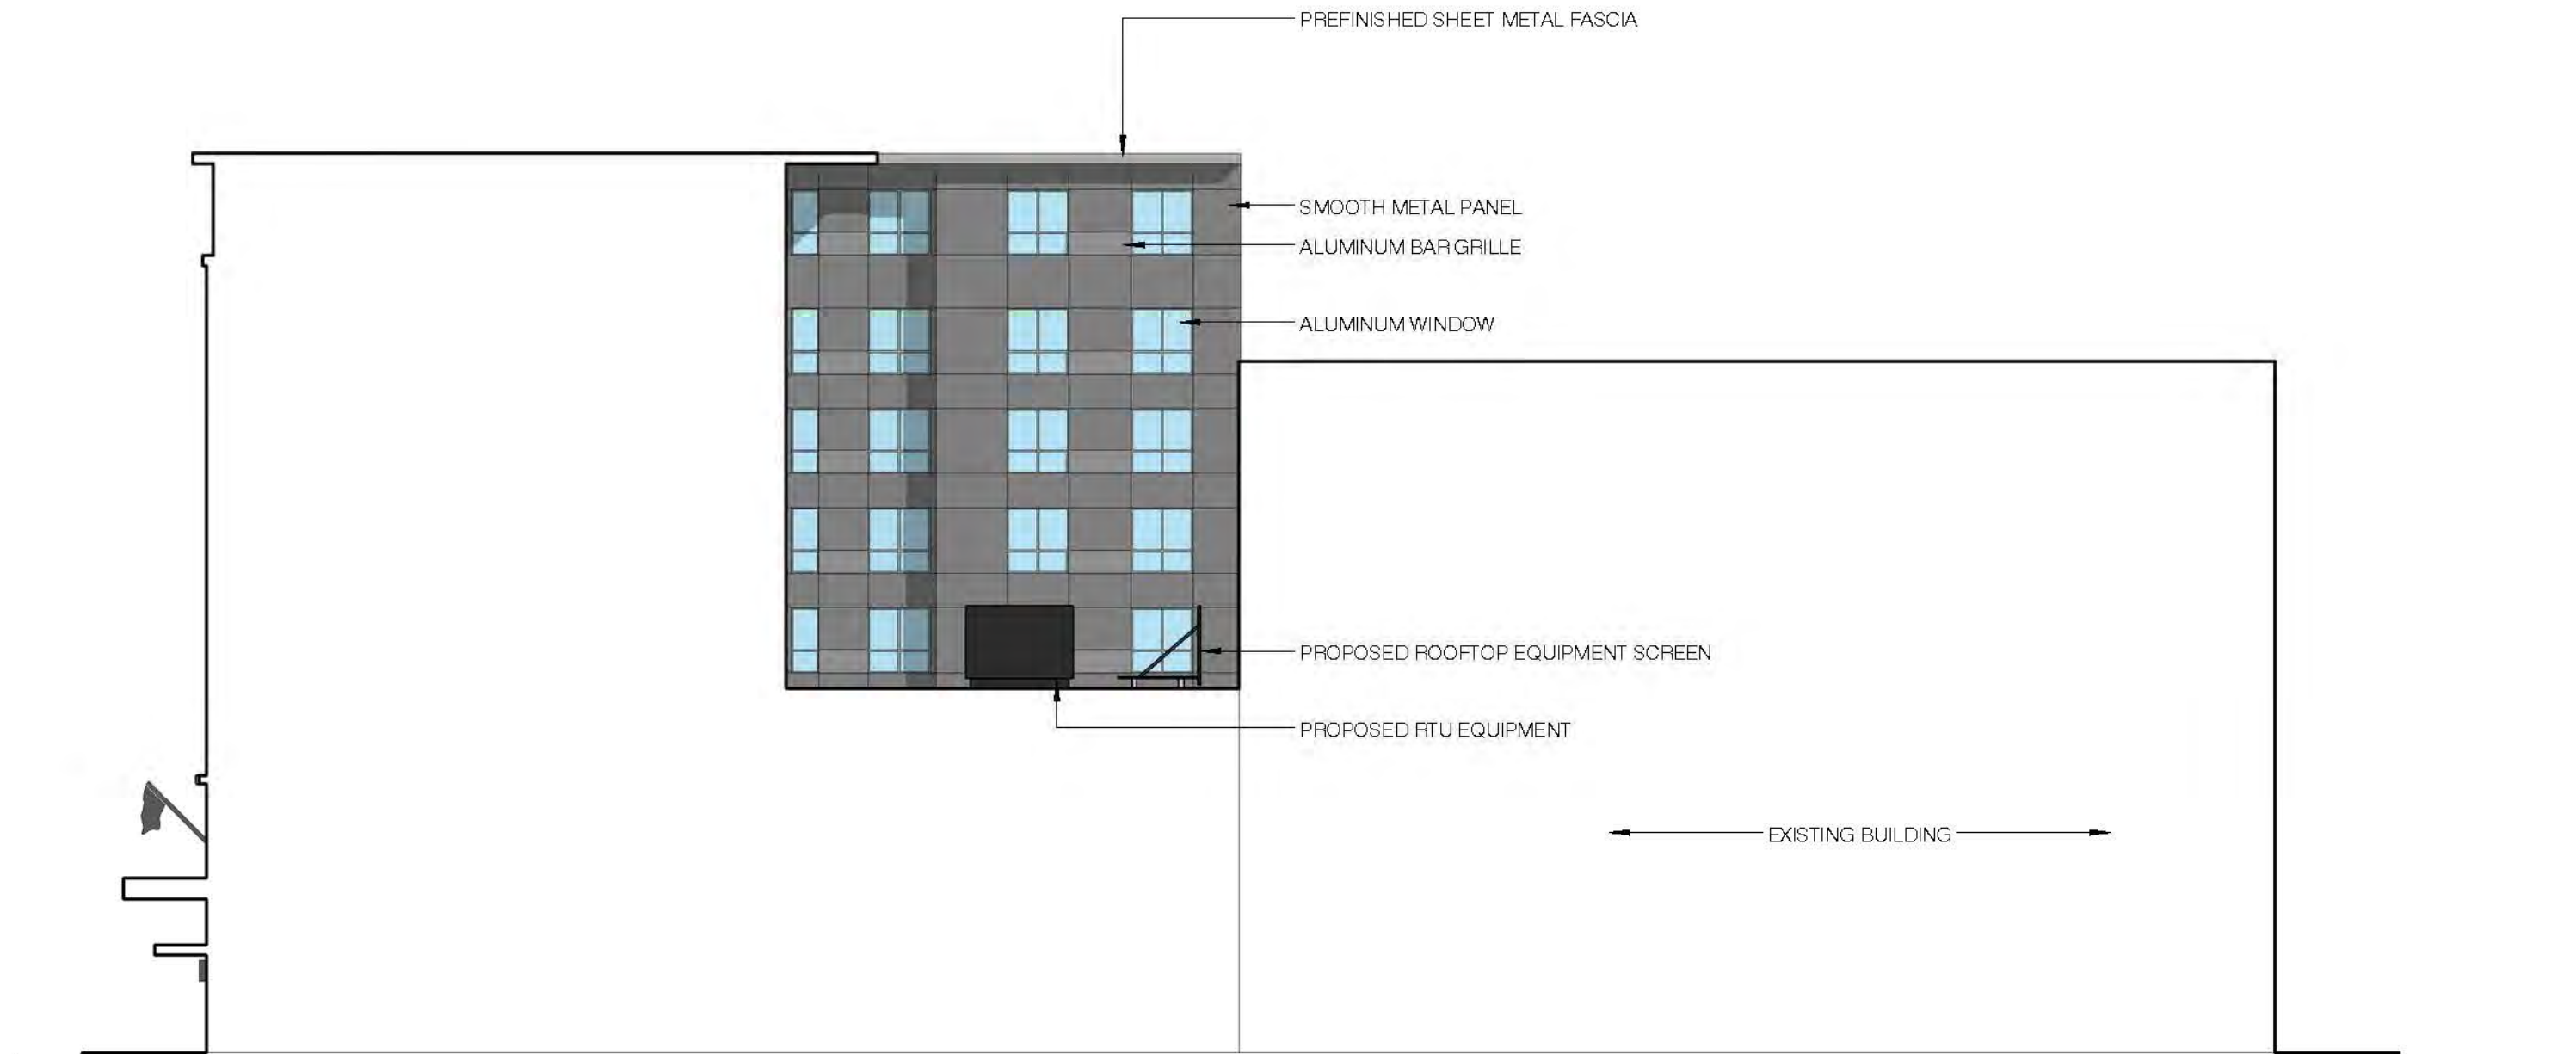 PREFINISHED SHEET METAL FASCIA
SMOOTH METAL PANEL
ALUMINUM BAR GRILLE
ALUMINUM WINDOW
PROPOSED ROOFTOP EQUIPMENT SCREEN
PROPOSED RTU EQUIPMENT
EXISTING BUILDING